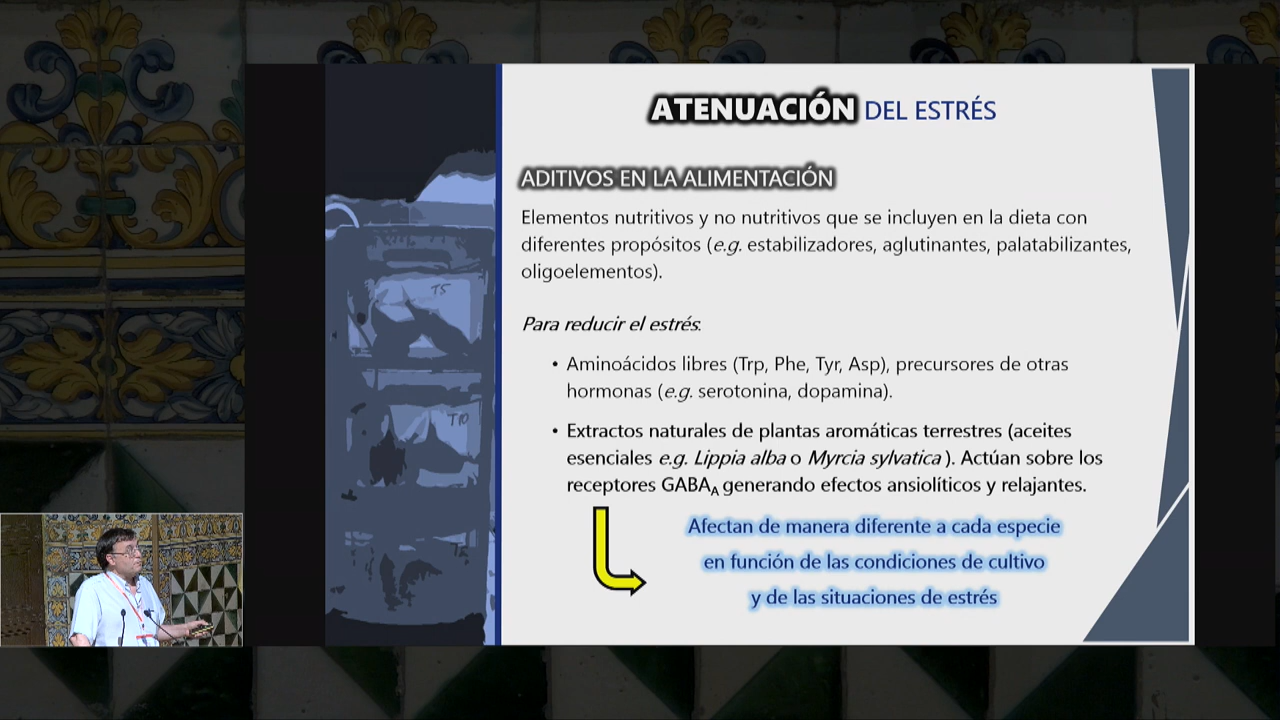 ATENUACIÓN DEL ESTRÉS
ADITIVOS EN LA ALIMENTACIÓN
Elementos nutritivos y no nutritivos que se incluyen en la dieta con
diferentes propósitos (e.g. estabilizadores, aglutinantes, palatabilizantes,
oligoelementos).
Para reducir el estrés:
• Aminoácidos libres (Trp, Phe, Tyr, Asp), precursores de otras
hormonas (e.g. serotonina, dopamina).
• Extractos naturales de plantas aromáticas terrestres (aceites
esenciales e.g. Lippia alba o Myrcia sylvatica ). Actúan sobre los
receptores GABAA generando efectos ansiolíticos y relajantes.
Afectan de manera diferente a cada especie
en función de las condiciones de cultivo
y de las situaciones de estrés
T5
T10